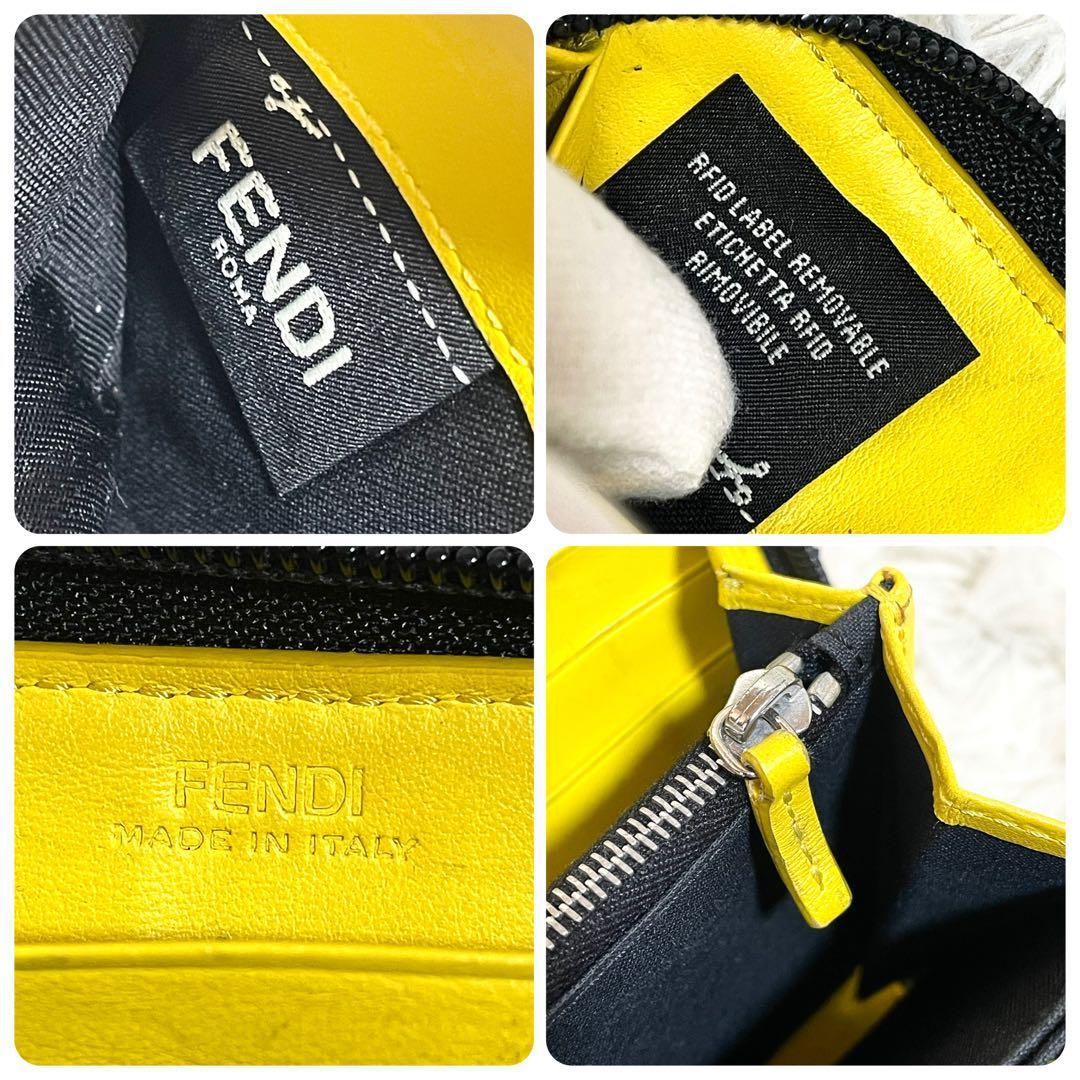 FENDI
ROMA
RFID LABEL REMOVABLE
ETICHETTA RFID
RIMOVIBILE
FENDI
MADE IN ITALY